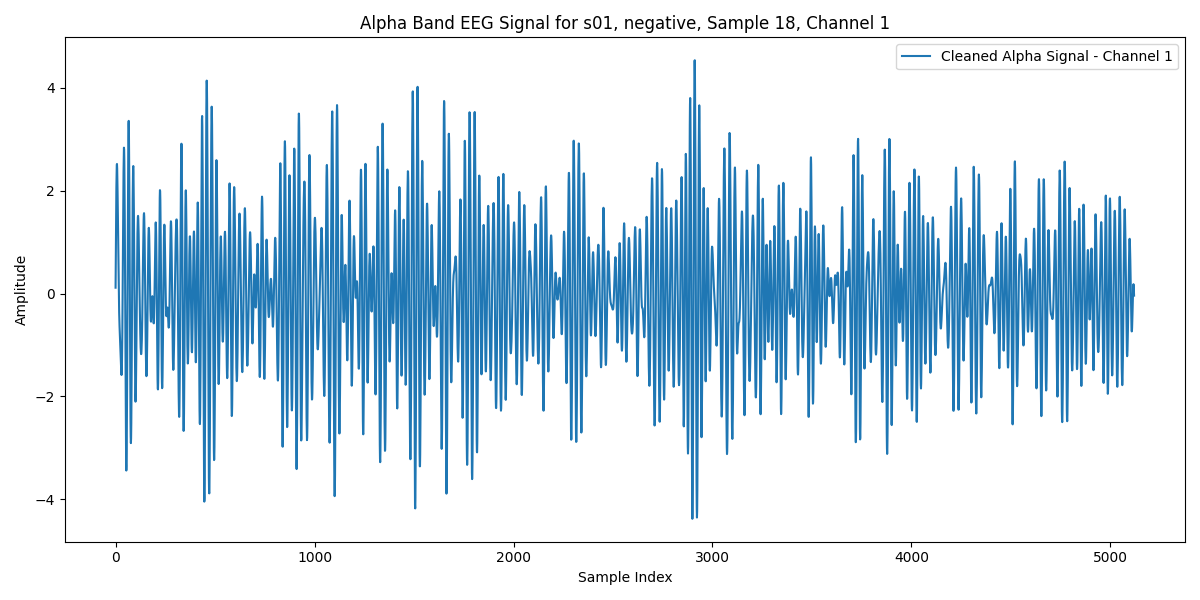 Alpha Band EEG Signal for s01, negative, Sample 18, Channel 1
Cleaned Alpha Signal - Channel 1
4
2
0
−2
−4
Amplitude
0 1000 2000 3000 4000 5000
Sample Index